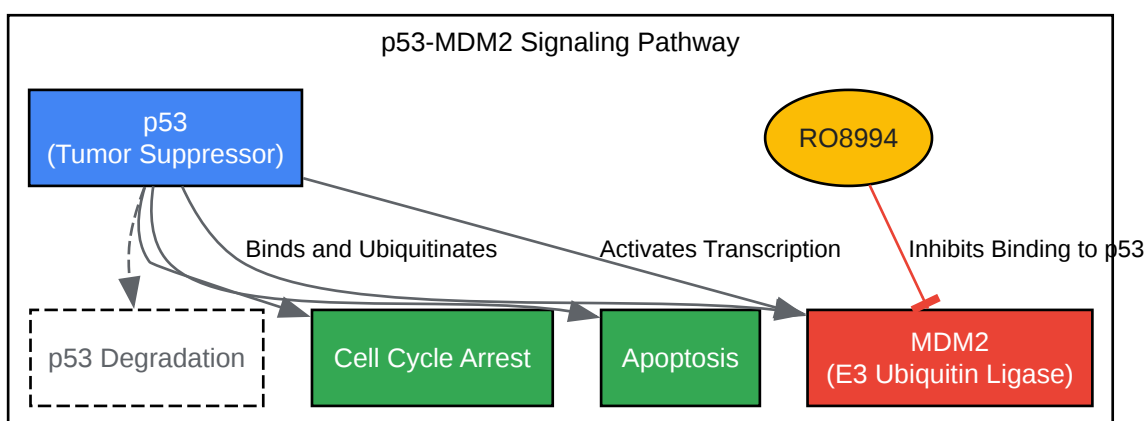 p53-MDM2 Signaling Pathway
p53
(Tumor Suppressor)
RO8994
Binds and Ubiquitinates
Activates Transcription
Inhibits Binding to p53
p53 Degradation
Cell Cycle Arrest
Apoptosis
MDM2
(E3 Ubiquitin Ligase)